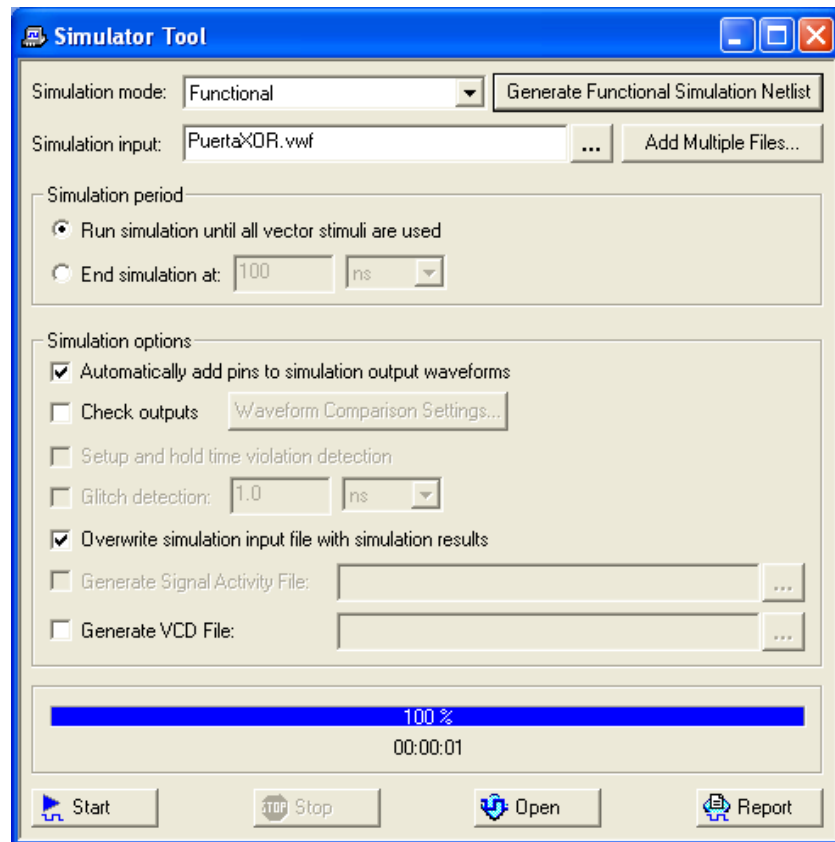 Simulator Tool
Simulation mode: Functional Generate Functional Simulation Netlist
Simulation input: PuertaXOR.vwf ... Add Multiple Files...
Simulation period
Run simulation until all vector stimuli are used
End simulation at: 100 ns
Simulation options
Automatically add pins to simulation output waveforms
Check outputs Waveform Comparison Settings...
Setup and hold time violation detection
Glitch detection: 1.0 ns
Overwrite simulation input file with simulation results
Generate Signal Activity File: ...
Generate VCD File: ...
100 %
00:00:01
Start STOP Stop Open Report